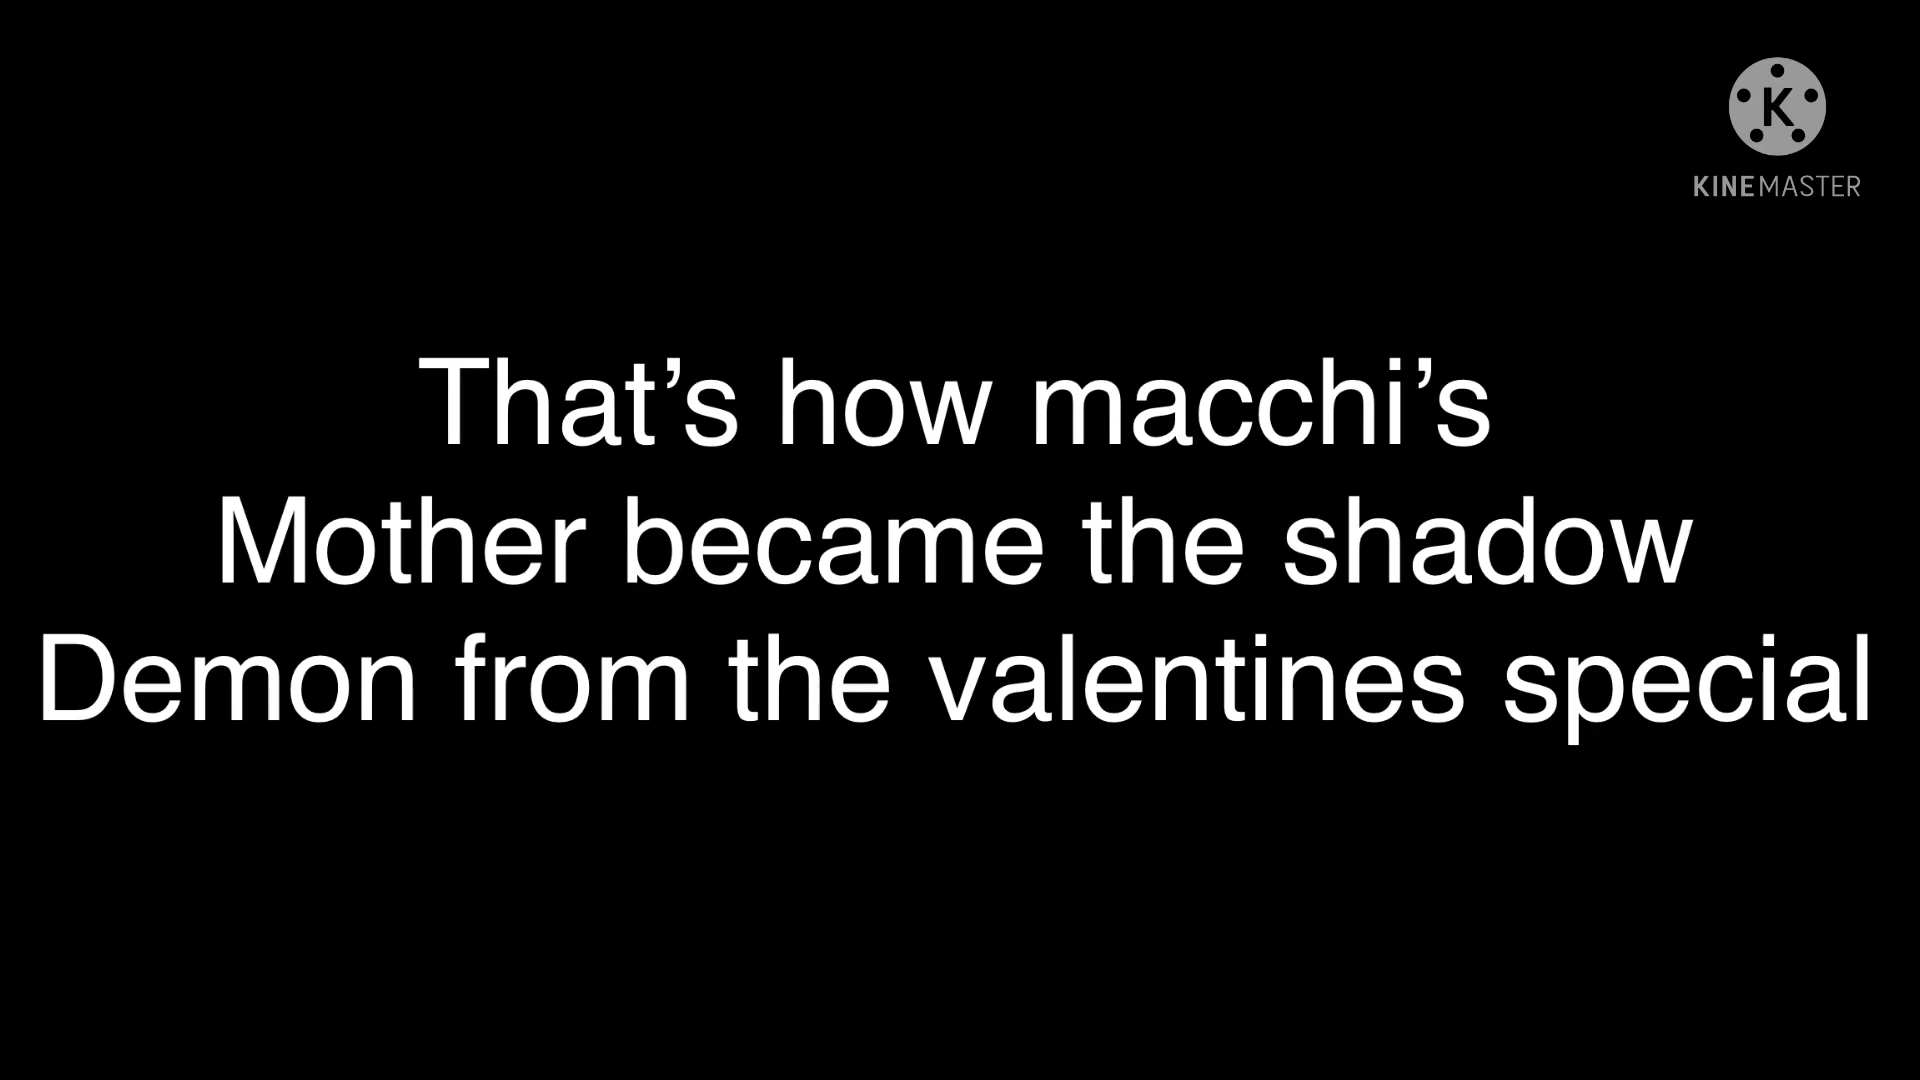 K
KINEMASTER
That’s how macchi’s
Mother became the shadow
Demon from the valentines special